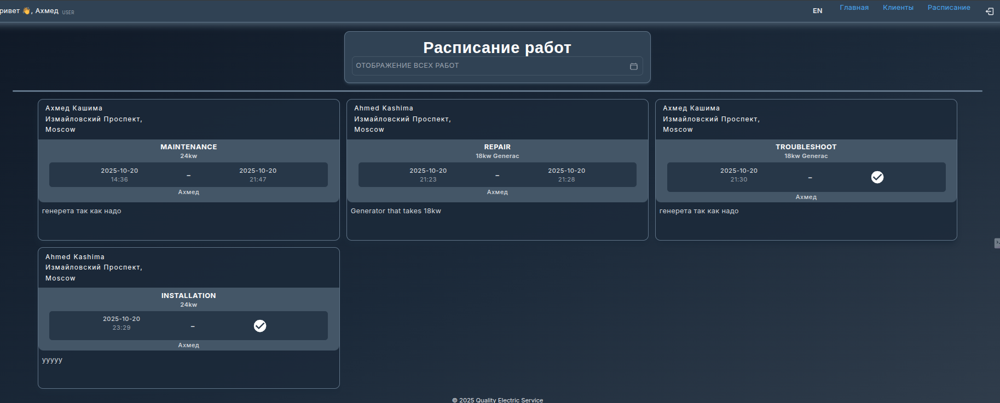 ривет 👋, Ахмед USER
EN Главная Клиенты Расписание
Расписание работ
ОТОБРАЖЕНИЕ ВСЕХ РАБОТ
Ахмед Кашима
Измайловский Проспект,
Moscow
MAINTENANCE
24kw
2025-10-20 – 2025-10-20
14:36 21:47
Ахмед
генерета так как надо
Ahmed Kashima
Измайловский Проспект,
Moscow
REPAIR
18kw Generac
2025-10-20 – 2025-10-20
21:23 21:28
Ахмед
Generator that takes 18kw
Ахмед Кашима
Измайловский Проспект,
Moscow
TROUBLESHOOT
18kw Generac
2025-10-20 –
21:30
Ахмед
генерета так как надо
Ahmed Kashima
Измайловский Проспект,
Moscow
INSTALLATION
24kw
2025-10-20 –
23:29
Ахмед
ууууу
© 2025 Quality Electric Service